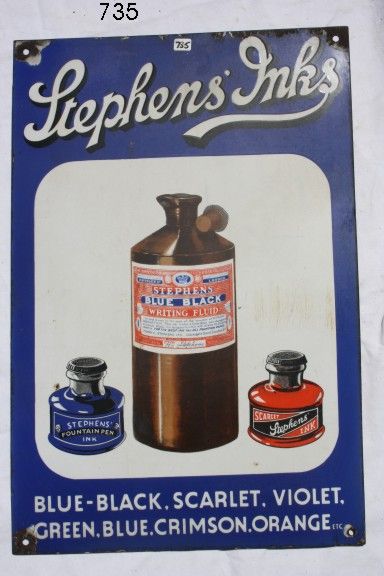 735
735
Stephens' Inks
STEPHENS'
BLUE BLACK
WRITING FLUID
STEPHENS'
FOUNTAIN PEN
INK
SCARLET
Stephens'
INK
BLUE-BLACK, SCARLET, VIOLET,
GREEN, BLUE, CRIMSON, ORANGE ETC.